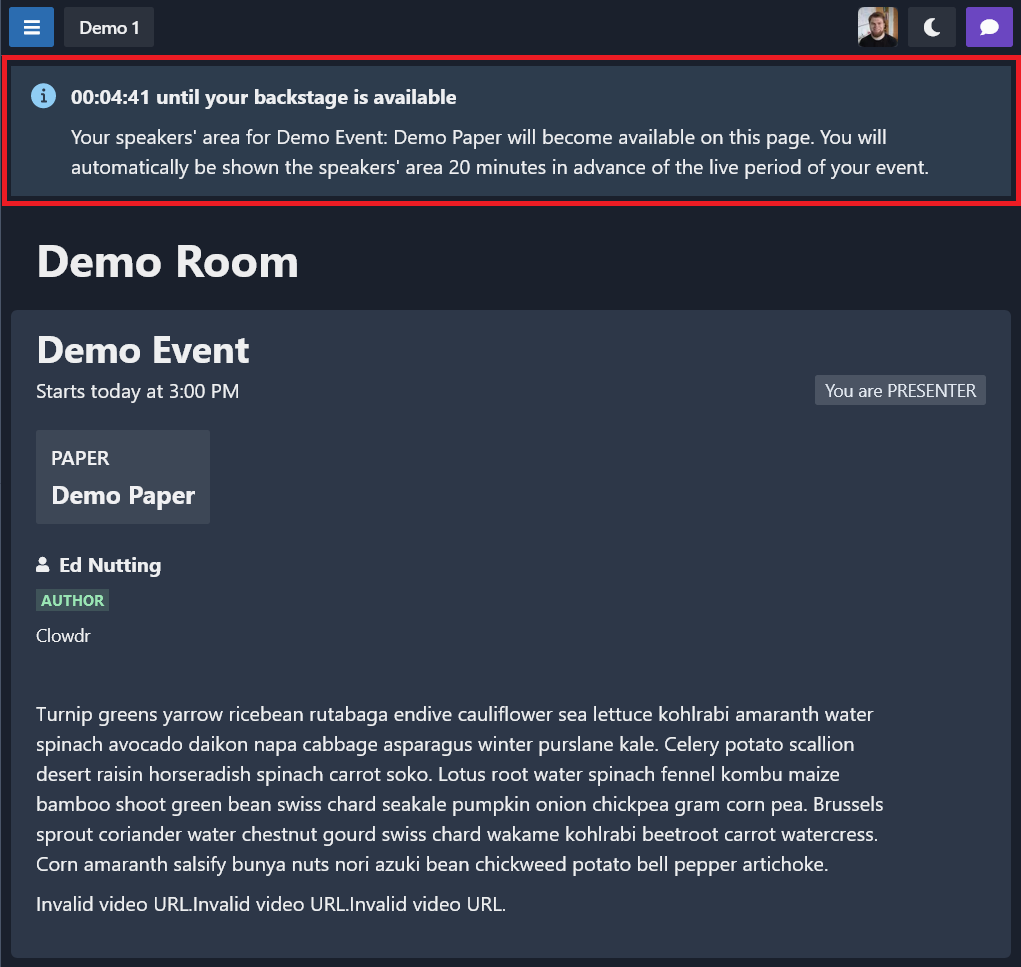 Demo 1
00:04:41 until your backstage is available
Your speakers' area for Demo Event: Demo Paper will become available on this page. You will
automatically be shown the speakers' area 20 minutes in advance of the live period of your event.
Demo Room
Demo Event
Starts today at 3:00 PM
You are PRESENTER
PAPER
Demo Paper
Ed Nutting
AUTHOR
Clowdr
Turnip greens yarrow ricebean rutabaga endive cauliflower sea lettuce kohlrabi amaranth water
spinach avocado daikon napa cabbage asparagus winter purslane kale. Celery potato scallion
desert raisin horseradish spinach carrot soko. Lotus root water spinach fennel kombu maize
bamboo shoot green bean swiss chard seakale pumpkin onion chickpea gram corn pea. Brussels
sprout coriander water chestnut gourd swiss chard wakame kohlrabi beetroot carrot watercress.
Corn amaranth salsify bunya nuts nori azuki bean chickweed potato bell pepper artichoke.
Invalid video URL.Invalid video URL.Invalid video URL.